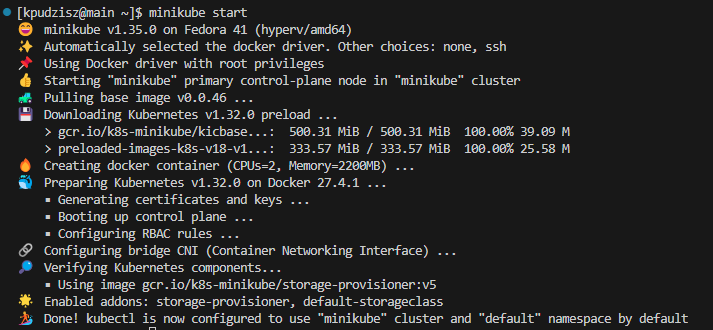 [kpudzisz@main ~]$ minikube start
😄 minikube v1.35.0 on Fedora 41 (hyperv/amd64)
✨ Automatically selected the docker driver. Other choices: none, ssh
📌 Using Docker driver with root privileges
👍 Starting "minikube" primary control-plane node in "minikube" cluster
🚜 Pulling base image v0.0.46 ...
💾 Downloading Kubernetes v1.32.0 preload ...
> gcr.io/k8s-minikube/kicbase...: 500.31 MiB / 500.31 MiB 100.00% 39.09 M
> preloaded-images-k8s-v18-v1...: 333.57 MiB / 333.57 MiB 100.00% 25.58 M
🔥 Creating docker container (CPUs=2, Memory=2200MB) ...
🐳 Preparing Kubernetes v1.32.0 on Docker 27.4.1 ...
▪ Generating certificates and keys ...
▪ Booting up control plane ...
▪ Configuring RBAC rules ...
🔗 Configuring bridge CNI (Container Networking Interface) ...
🔎 Verifying Kubernetes components...
▪ Using image gcr.io/k8s-minikube/storage-provisioner:v5
🌟 Enabled addons: storage-provisioner, default-storageclass
🏄 Done! kubectl is now configured to use "minikube" cluster and "default" namespace by default